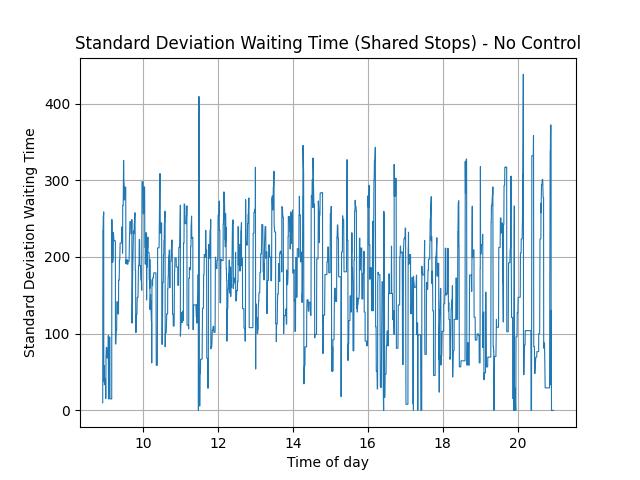 Standard Deviation Waiting Time (Shared Stops) - No Control
Standard Deviation Waiting Time
400
300
200
100
0
10 12 14 16 18 20
Time of day